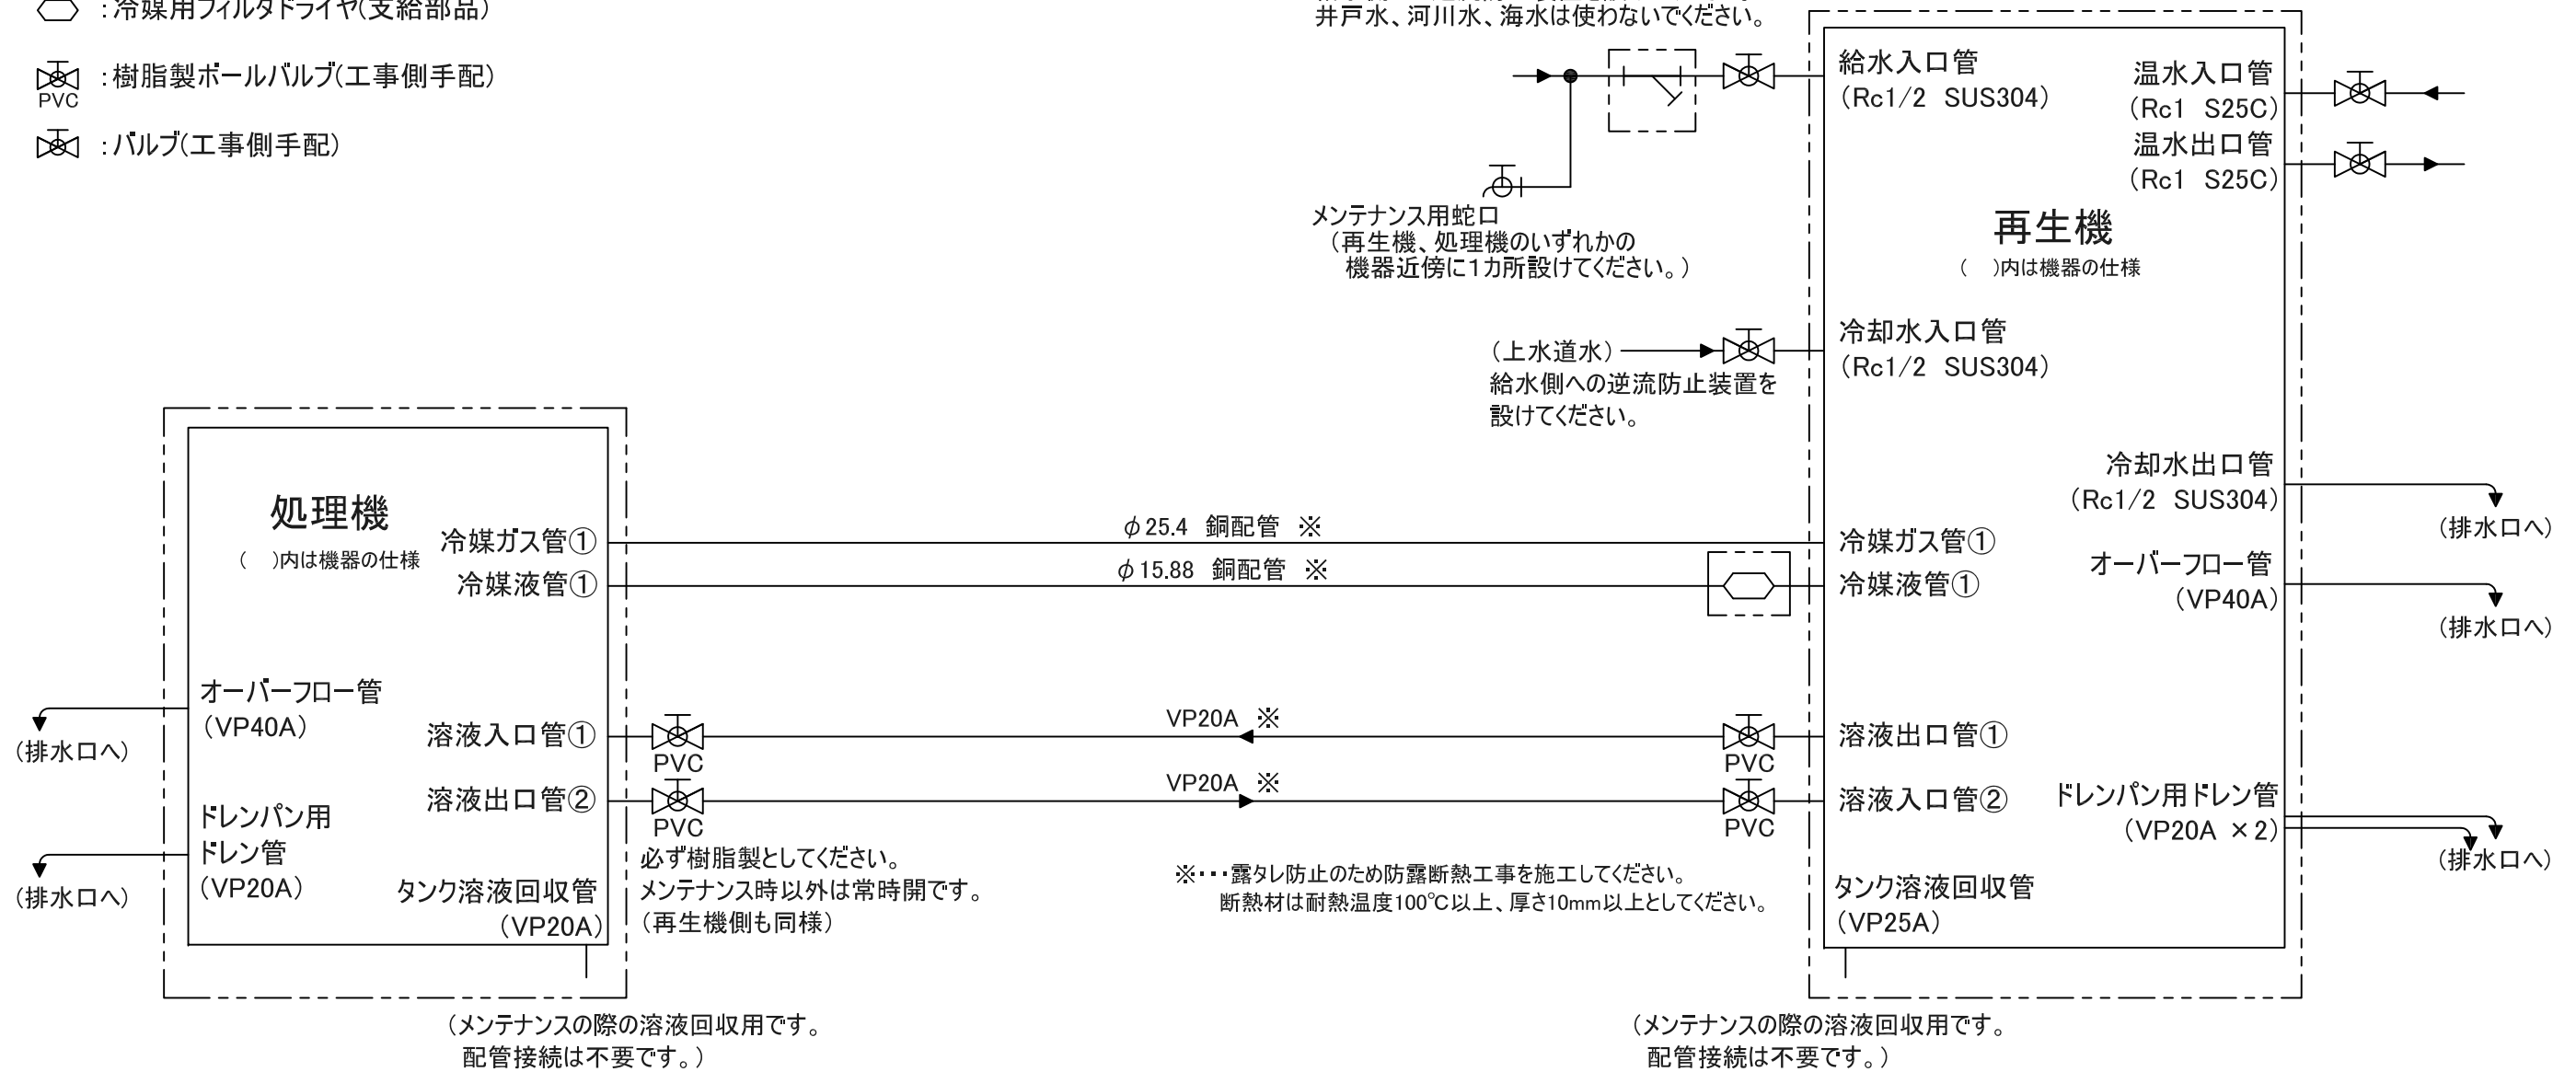 ：冷媒用フィルタドライヤ(支給部品)
PVC
：樹脂製ボールバルブ(工事側手配)
：バルブ(工事側手配)
井戸水、河川水、海水は使わないでください。
メンテナンス用蛇口
（再生機、処理機のいずれかの
機器近傍に1カ所設けてください。）
（上水道水）
給水側への逆流防止装置を
設けてください。
給水入口管
（Rc1/2 SUS304）
温水入口管
（Rc1 S25C）
温水出口管
（Rc1 S25C）
再生機
（ ）内は機器の仕様
冷却水入口管
（Rc1/2 SUS304）
冷却水出口管
（Rc1/2 SUS304）
（排水口へ）
冷媒ガス管①
冷媒液管①
オーバーフロー管
（VP40A）
（排水口へ）
溶液出口管①
溶液入口管②
ドレンパン用ドレン管
（VP20A ×2）
（排水口へ）
タンク溶液回収管
（VP25A）
処理機
（ ）内は機器の仕様
冷媒ガス管①
冷媒液管①
φ25.4 銅配管 ※
φ15.88 銅配管 ※
オーバーフロー管
（VP40A）
（排水口へ）
溶液入口管①
溶液出口管②
PVC
PVC
VP20A ※
VP20A ※
PVC
PVC
ドレンパン用
ドレン管
（VP20A）
（排水口へ）
タンク溶液回収管
（VP20A）
必ず樹脂製としてください。
メンテナンス時以外は常時開です。
（再生機側も同様）
※・・・露タレ防止のため防露断熱工事を施工してください。
断熱材は耐熱温度100℃以上、厚さ10mm以上としてください。
（メンテナンスの際の溶液回収用です。
配管接続は不要です。）
（メンテナンスの際の溶液回収用です。
配管接続は不要です。）